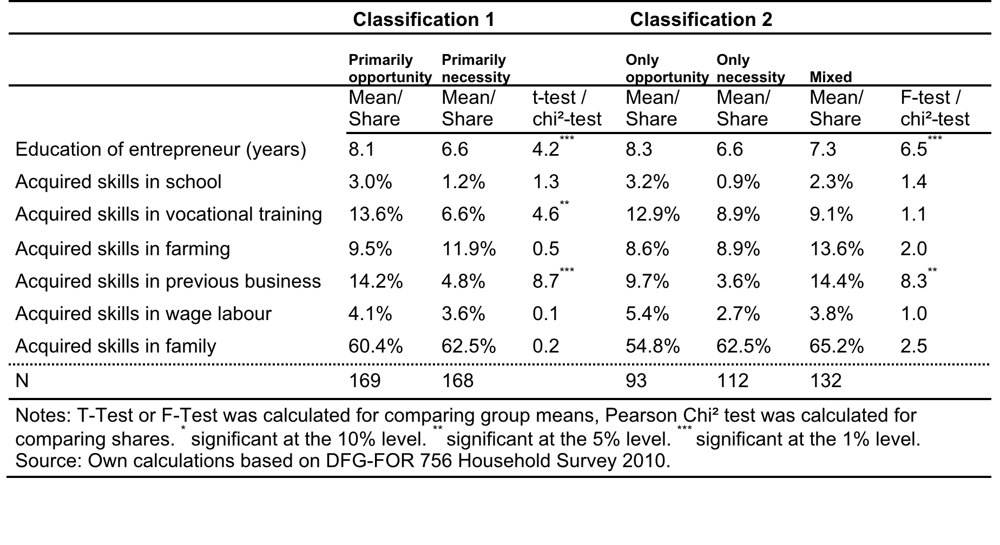 Classification 1 Classification 2
Primarily Primarily Only Only
opportunity necessity opportunity necessity Mixed
Mean/ Mean/ t-test / Mean/ Mean/ Mean/ F-test /
Share Share chi²-test Share Share Share chi²-test
Education of entrepreneur (years) 8.1 6.6 4.2*** 8.3 6.6 7.3 6.5***
Acquired skills in school 3.0% 1.2% 1.3 3.2% 0.9% 2.3% 1.4
Acquired skills in vocational training 13.6% 6.6% 4.6** 12.9% 8.9% 9.1% 1.1
Acquired skills in farming 9.5% 11.9% 0.5 8.6% 8.9% 13.6% 2.0
Acquired skills in previous business 14.2% 4.8% 8.7*** 9.7% 3.6% 14.4% 8.3**
Acquired skills in wage labour 4.1% 3.6% 0.1 5.4% 2.7% 3.8% 1.0
Acquired skills in family 60.4% 62.5% 0.2 54.8% 62.5% 65.2% 2.5
N 169 168 93 112 132
Notes: T-Test or F-Test was calculated for comparing group means, Pearson Chi² test was calculated for
comparing shares. * significant at the 10% level. ** significant at the 5% level. *** significant at the 1% level.
Source: Own calculations based on DFG-FOR 756 Household Survey 2010.